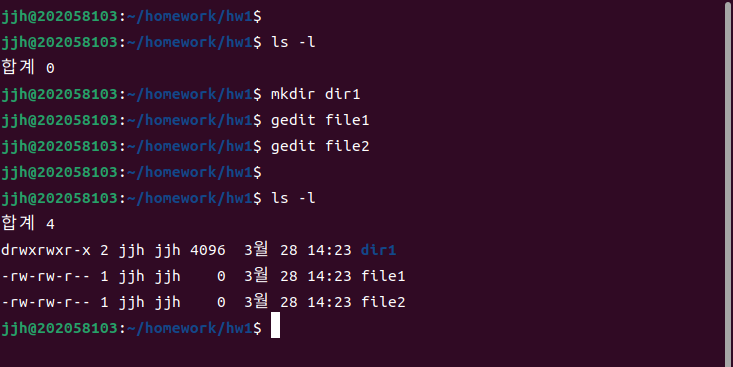 jjh@202058103:~/homework/hw1$
jjh@202058103:~/homework/hw1$ ls -l
합계 0
jjh@202058103:~/homework/hw1$ mkdir dir1
jjh@202058103:~/homework/hw1$ gedit file1
jjh@202058103:~/homework/hw1$ gedit file2
jjh@202058103:~/homework/hw1$
jjh@202058103:~/homework/hw1$ ls -l
합계 4
drwxrwxr-x 2 jjh jjh 4096  3월 28 14:23 dir1
-rw-rw-r-- 1 jjh jjh    0  3월 28 14:23 file1
-rw-rw-r-- 1 jjh jjh    0  3월 28 14:23 file2
jjh@202058103:~/homework/hw1$